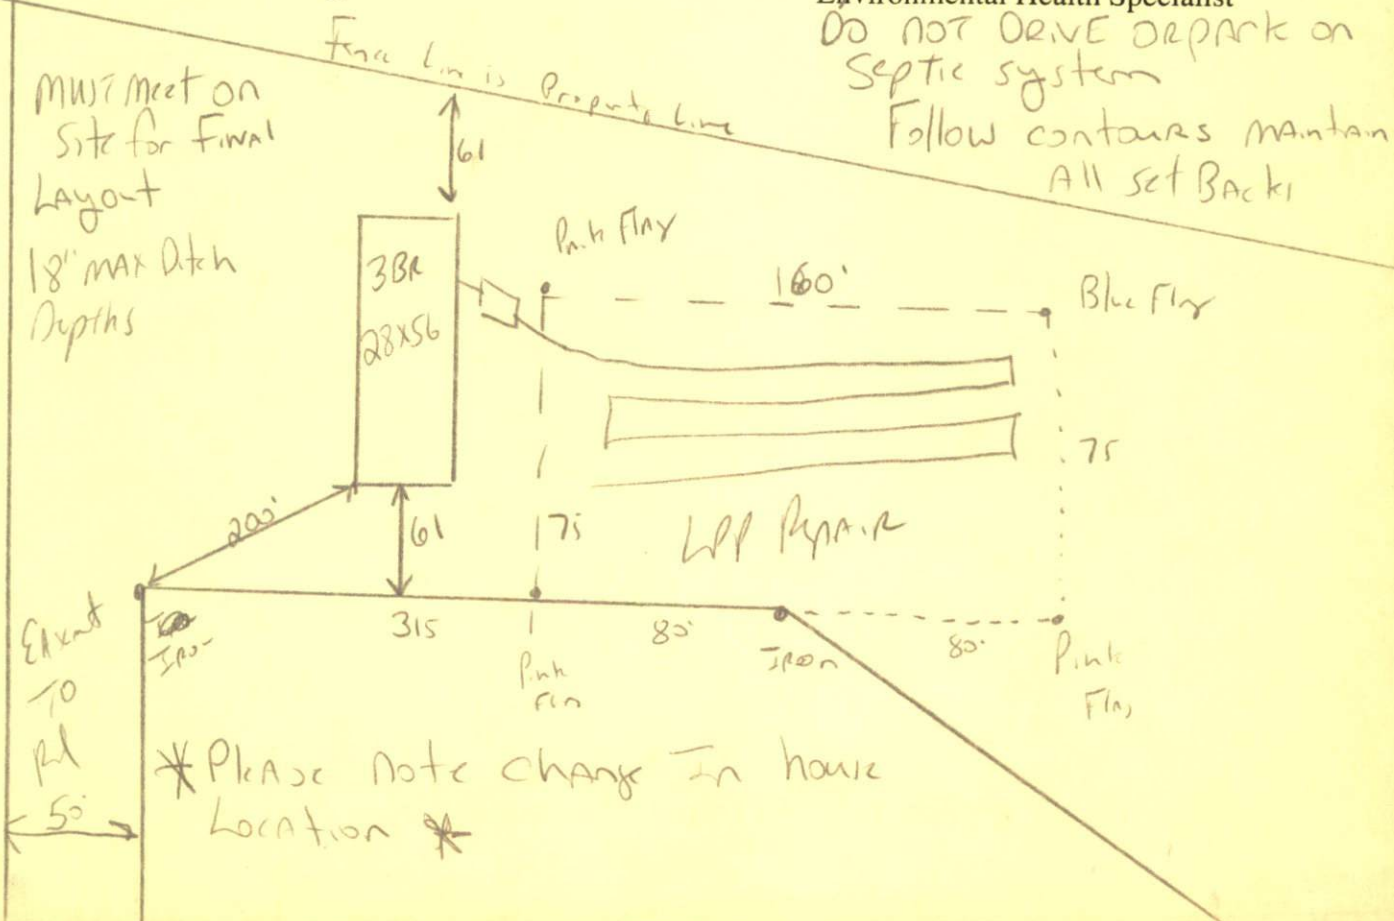 Environmental Health Specialist
DO NOT DRIVE OR PARK on
Septic system
Follow contours maintain
All setBacks
Fence Line is Property Line
MUST Meet on
Site for FINAL
LAYout
18" MAX Ditch
Depths
61
Pink Flag
160'
Blue Flag
3BR
28X56
75
200'
61
75
LPP Repair
315
80'
80'
Iron
Iron
Pink
Flag
Pink
Flag
TO
Rd
50'
*Please note change In house
Location *